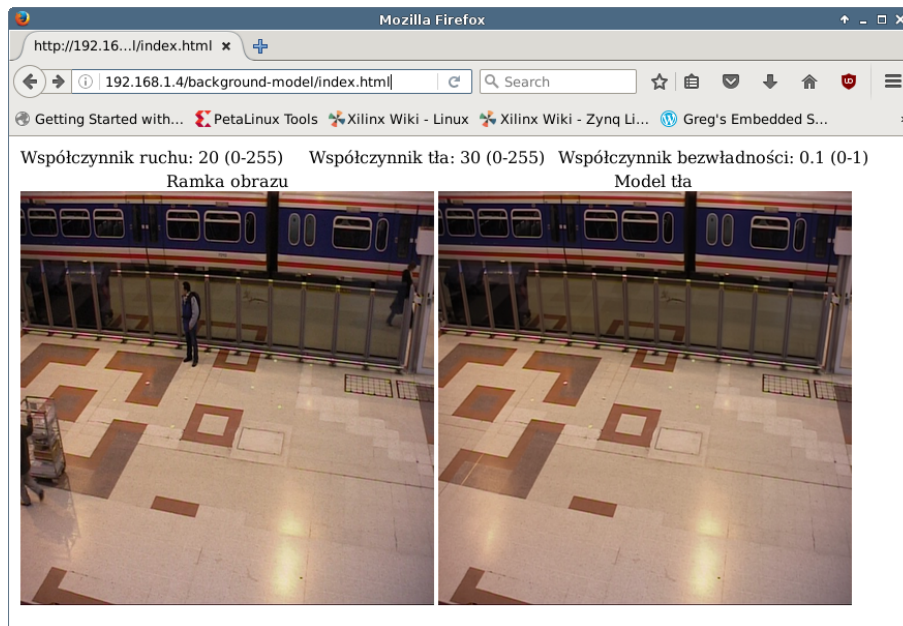 Mozilla Firefox
http://192.16...l/index.html
192.168.1.4/background-model/index.html
Search
Getting Started with... PetaLinux Tools Xilinx Wiki - Linux Xilinx Wiki - Zynq Li... Greg's Embedded S...
Współczynnik ruchu: 20 (0-255) Współczynnik tła: 30 (0-255) Współczynnik bezwładności: 0.1 (0-1)
Ramka obrazu Model tła